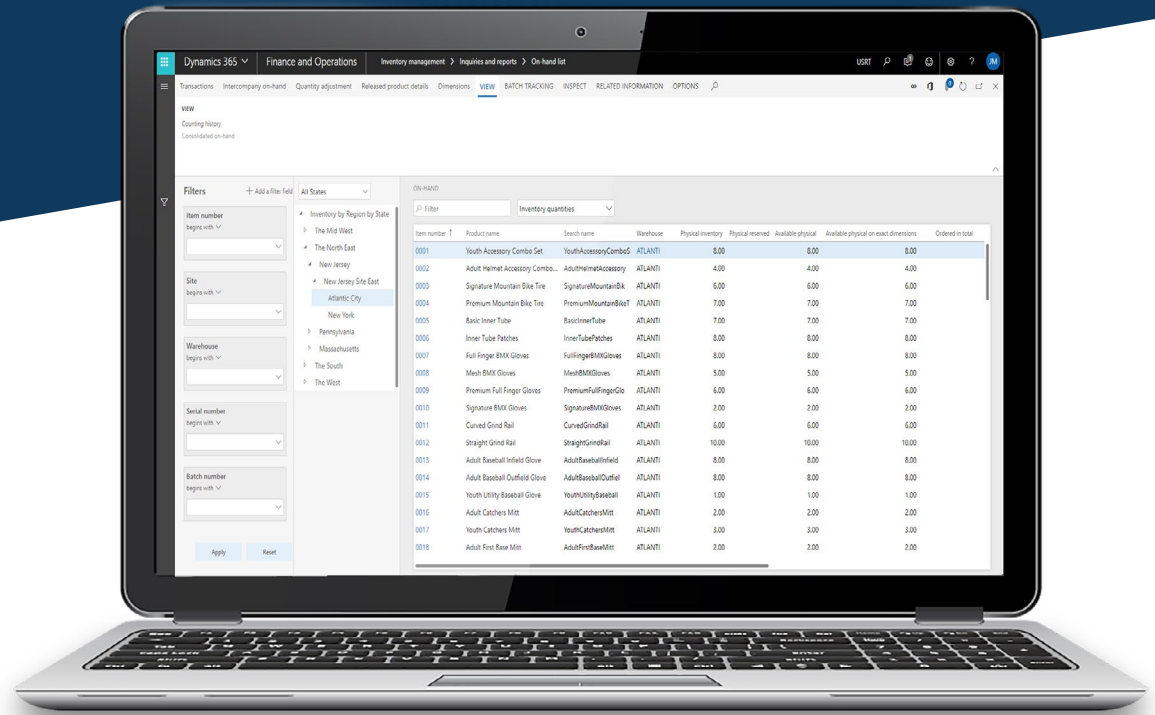 Dynamics 365 Finance and Operations Inventory management > Inquiries and reports > On-hand list USRT ? JM
Transactions Intercompany on-hand Quantity adjustment Released product details Dimensions VIEW BATCH TRACKING INSPECT RELATED INFORMATION OPTIONS
VIEW
Counting history
Consolidated on-hand
Filters + Add a filter field
Item number
begins with
Site
begins with
Warehouse
begins with
Serial number
begins with
Batch number
begins with
Apply Reset
All States
Inventory by Region by State
The Mid West
The North East
New Jersey
New Jersey Site East
Atlantic City
New York
Pennsylvania
Massachusetts
The South
The West
ON-HAND
Filter Inventory quantities
Item number ↑ Product name Search name Warehouse Physical inventory Physical reserved Available physical Available physical on exact dimensions Ordered in total
0001 Youth Accessory Combo Set YouthAccessoryComboS ATLANTI 8.00 8.00 8.00
0002 Adult Helmet Accessory Combo... AdultHelmetAccessory ATLANTI 4.00 4.00 4.00
0003 Signature Mountain Bike Tire SignatureMountainBik ATLANTI 6.00 6.00 6.00
0004 Premium Mountain Bike Tire PremiumMountainBikeT ATLANTI 7.00 7.00 7.00
0005 Basic Inner Tube BasicInnerTube ATLANTI 7.00 7.00 7.00
0006 Inner Tube Patches InnerTubePatches ATLANTI 8.00 8.00 8.00
0007 Full Finger BMX Gloves FullFingerBMXGloves ATLANTI 8.00 8.00 8.00
0008 Mesh BMX Gloves MeshBMXGloves ATLANTI 5.00 5.00 5.00
0009 Premium Full Finger Gloves PremiumFullFingerGlo ATLANTI 6.00 6.00 6.00
0010 Signature BMX Gloves SignatureBMXGloves ATLANTI 2.00 2.00 2.00
0011 Curved Grind Rail CurvedGrindRail ATLANTI 6.00 6.00 6.00
0012 Straight Grind Rail StraightGrindRail ATLANTI 10.00 10.00 10.00
0013 Adult Baseball Infield Glove AdultBaseballInfield ATLANTI 8.00 8.00 8.00
0014 Adult Baseball Outfield Glove AdultBaseballOutfiel ATLANTI 8.00 8.00 8.00
0015 Youth Utility Baseball Glove YouthUtilityBaseball ATLANTI 1.00 1.00 1.00
0016 Adult Catchers Mitt AdultCatchersMitt ATLANTI 2.00 2.00 2.00
0017 Youth Catchers Mitt YouthCatchersMitt ATLANTI 3.00 3.00 3.00
0018 Adult First Base Mitt AdultFirstBaseMitt ATLANTI 2.00 2.00 2.00